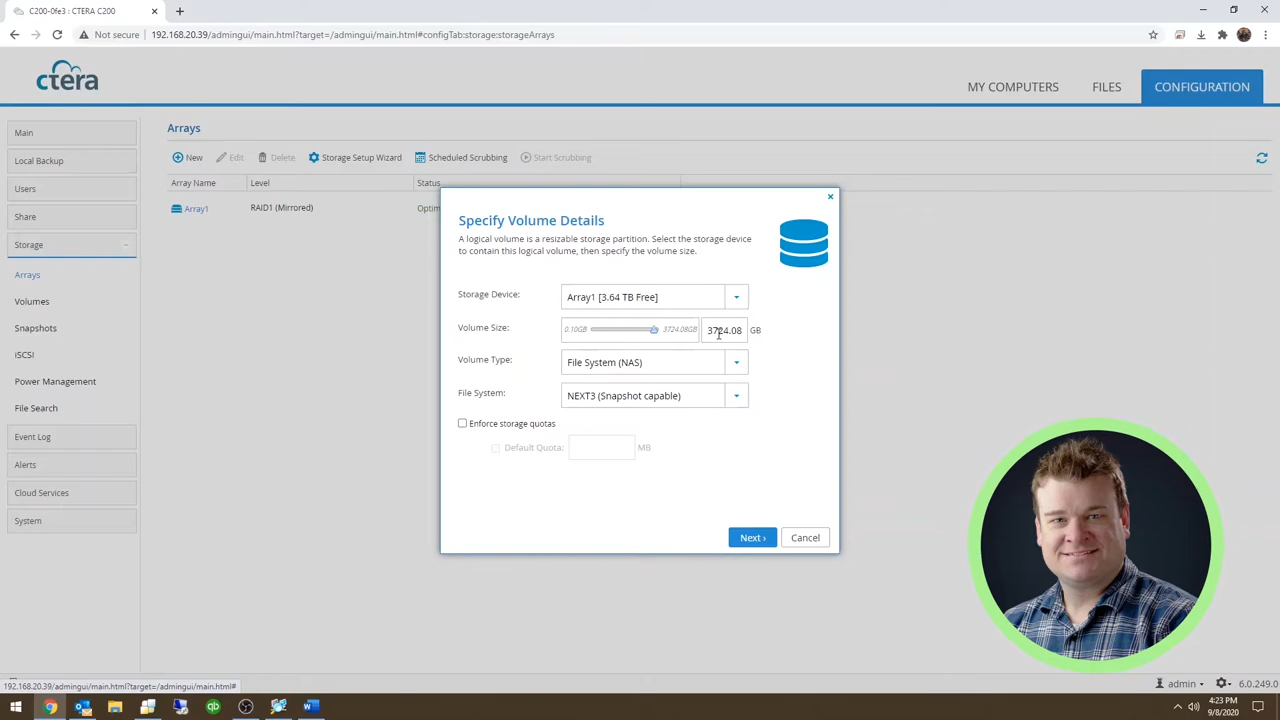 C200-0fe3 : CTERA C200
Not secure | 192.168.20.39/admingui/main.html?target=/admingui/main.html#configTab:storage:storageArrays
ctera
MY COMPUTERS
FILES
CONFIGURATION
Main
Local Backup
Users
Share
Storage
Arrays
Volumes
Snapshots
iSCSI
Power Management
File Search
Event Log
Alerts
Cloud Services
System
Arrays
New
Edit
Delete
Storage Setup Wizard
Scheduled Scrubbing
Start Scrubbing
Array Name
Level
Status
Array1
RAID1 (Mirrored)
Optim
Specify Volume Details
A logical volume is a resizable storage partition. Select the storage device
to contain this logical volume, then specify the volume size.
Storage Device:
Array1 [3.64 TB Free]
Volume Size:
0.10GB
3724.08GB
3724.08
GB
Volume Type:
File System (NAS)
File System:
NEXT3 (Snapshot capable)
Enforce storage quotas
Default Quota:
MB
Next ›
Cancel
192.168.20.39/admingui/main.html?target=/admingui/main.html#
admin
6.0.249.0
4:23 PM
9/8/2020